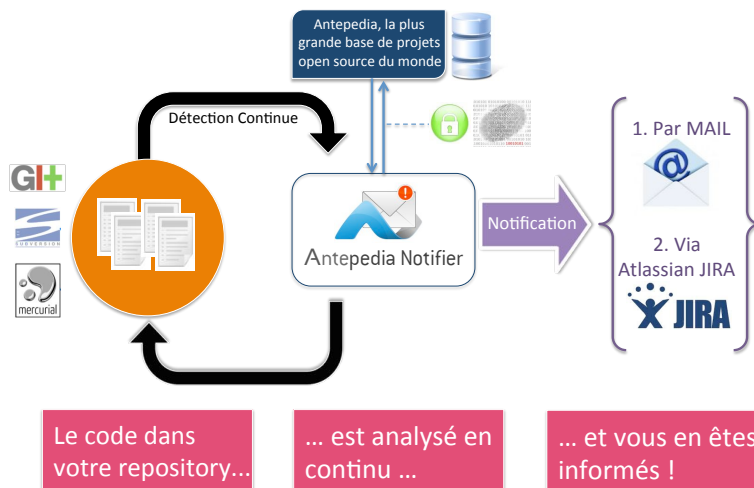 Antepedia, la plus
grande base de projets
open source du monde
Détection Continue
GIt
SUBVERSION
mercurial
Antepedia Notifier
Notification
1. Par MAIL
@
2. Via
Atlassian JIRA
JIRA
Le code dans
votre repository...
... est analysé en
continu ...
... et vous en êtes
informés !